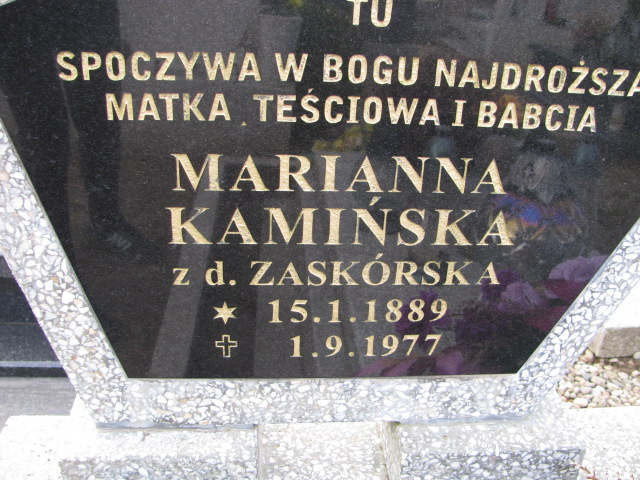 TU
SPOCZYWA W BOGU NAJDROŻSZA
MATKA, TEŚCIOWA I BABCIA
MARIANNA
KAMIŃSKA
z d. ZASKÓRSKA
15.1.1889
1.9.1977